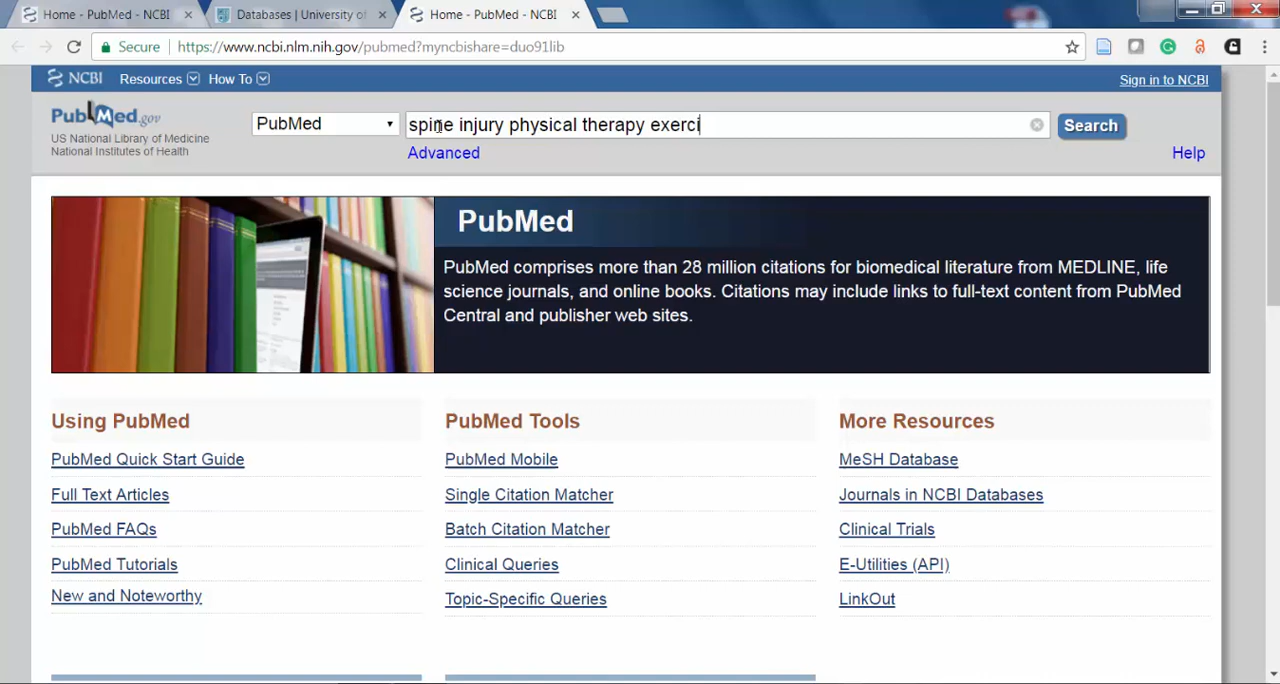 Home - PubMed - NCBI
Databases | University of
Home - PubMed - NCBI
Secure
https://www.ncbi.nlm.nih.gov/pubmed?myncbishare=duo91lib
NCBI Resources How To Sign in to NCBI
PubMed.gov
US National Library of Medicine
National Institutes of Health
PubMed
spine injury physical therapy exerci
Search
Advanced
Help
PubMed
PubMed comprises more than 28 million citations for biomedical literature from MEDLINE, life
science journals, and online books. Citations may include links to full-text content from PubMed
Central and publisher web sites.
Using PubMed
PubMed Quick Start Guide
Full Text Articles
PubMed FAQs
PubMed Tutorials
New and Noteworthy
PubMed Tools
PubMed Mobile
Single Citation Matcher
Batch Citation Matcher
Clinical Queries
Topic-Specific Queries
More Resources
MeSH Database
Journals in NCBI Databases
Clinical Trials
E-Utilities (API)
LinkOut